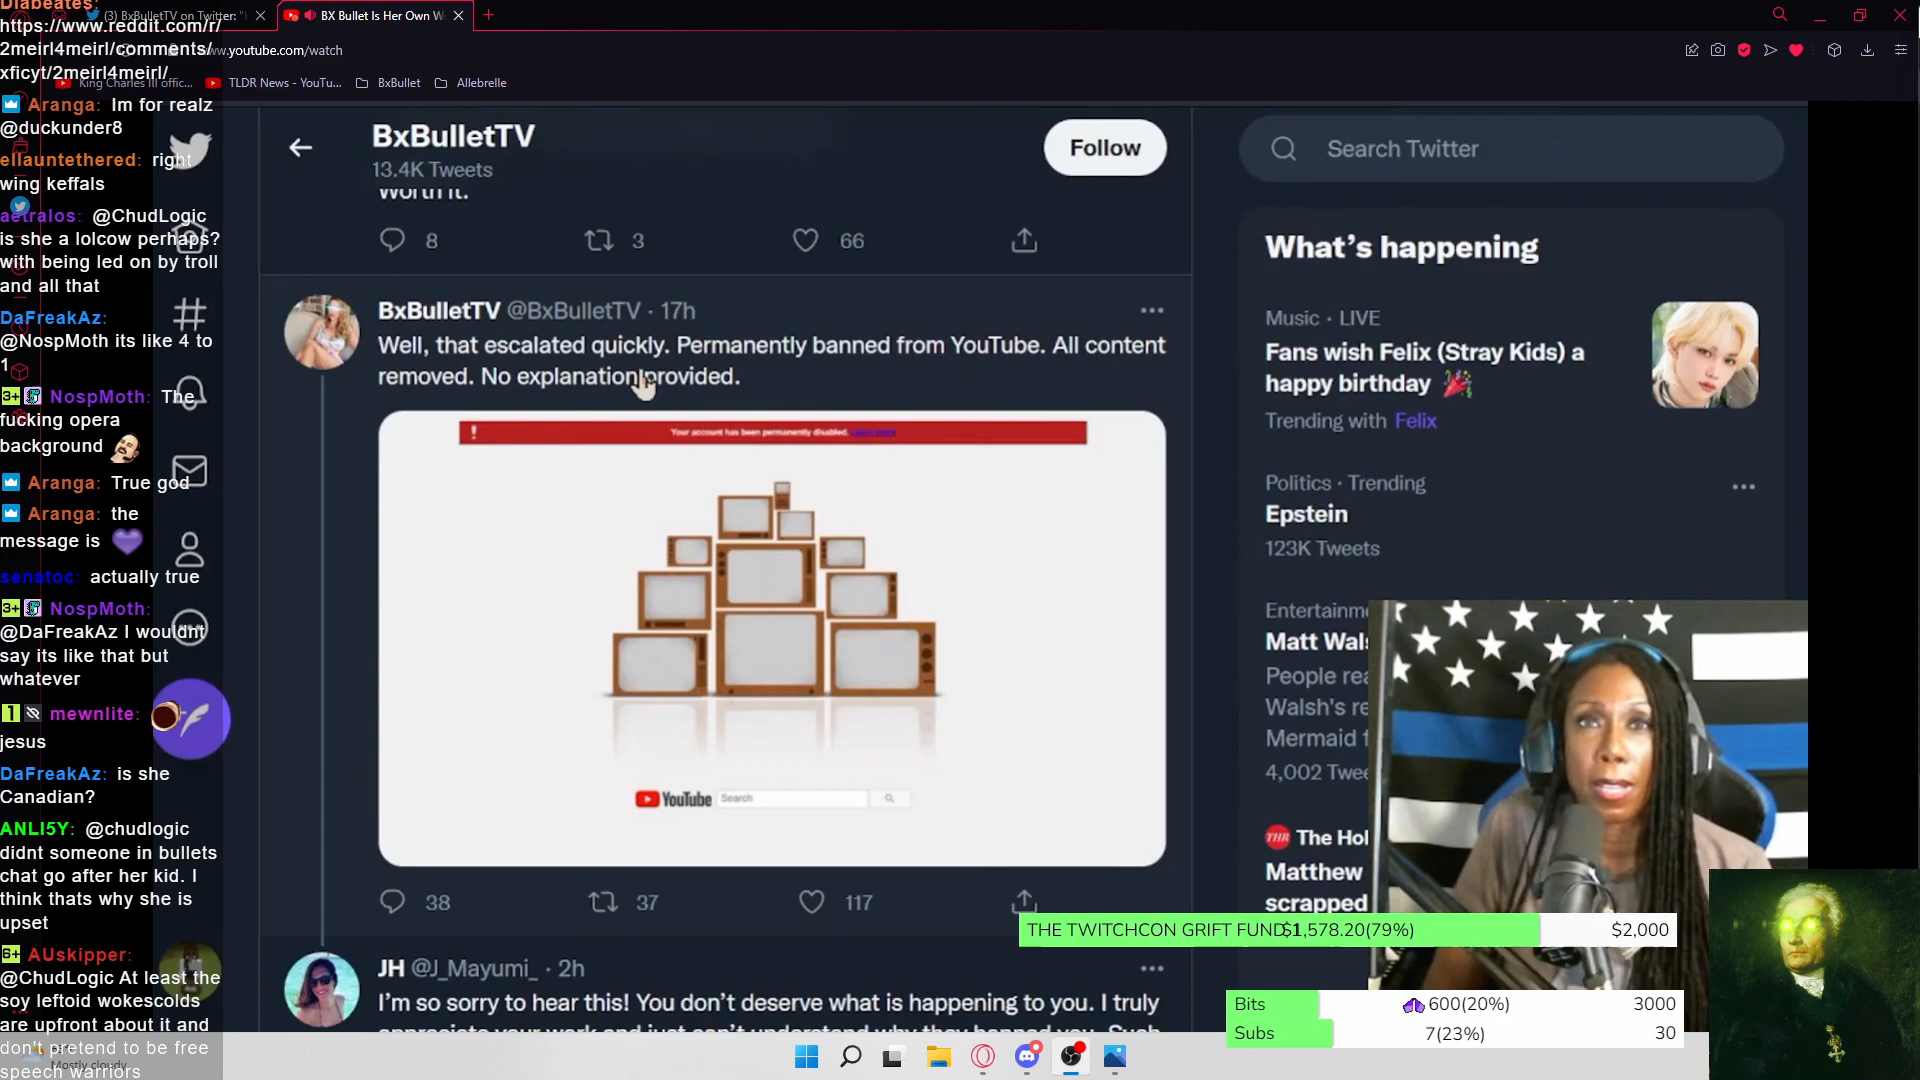 Diabeates:
https://www.reddit.com/r/
2meirl4meirl/comments/
xficyt/2meirl4meirl/
Aranga: Im for realz
@duckunder8
ellauntethered: right
wing keffals
aetralos: @ChudLogic
is she a lolcow perhaps?
with being led on by troll
and all that
DaFreakAz:
@NospMoth its like 4 to
1
3+ NospMoth: The
fucking opera
background
Aranga: True god
Aranga: the
message is
senatoc: actually true
3+ NospMoth:
@DaFreakAz I wouldnt
say its like that but
whatever
1 mewnlite:
jesus
DaFreakAz: is she
Canadian?
ANLI5Y: @chudlogic
didnt someone in bullets
chat go after her kid. I
think thats why she is
upset
6+ AUskipper:
@ChudLogic At least the
soy leftoid wokescolds
are upfront about it and
don't pretend to be free
speech warriors
Mostly cloudy
(3) BxBulletTV on Twitter: "
BX Bullet Is Her Own W
www.youtube.com/watch
King Charles III offic...
TLDR News - YouTu...
BxBullet
Allebrelle
BxBulletTV
13.4K Tweets
Follow
Worth it.
8
3
66
BxBulletTV @BxBulletTV · 17h
Well, that escalated quickly. Permanently banned from YouTube. All content
removed. No explanation provided.
Your account has been permanently disabled.
YouTube
Search
38
37
117
JH @J_Mayumi_ · 2h
I'm so sorry to hear this! You don't deserve what is happening to you. I truly
appreciate your work and just can't understand why they banned you. Such
Search Twitter
What's happening
Music · LIVE
Fans wish Felix (Stray Kids) a
happy birthday
Trending with Felix
Politics · Trending
Epstein
123K Tweets
Entertainme
Matt Wals
People rea
Walsh's re
Mermaid f
4,002 Twee
THR The Hol
Matthew
scrapped
THE TWITCHCON GRIFT FUND $1,578.20(79%) $2,000
Bits 600(20%) 3000
Subs 7(23%) 30